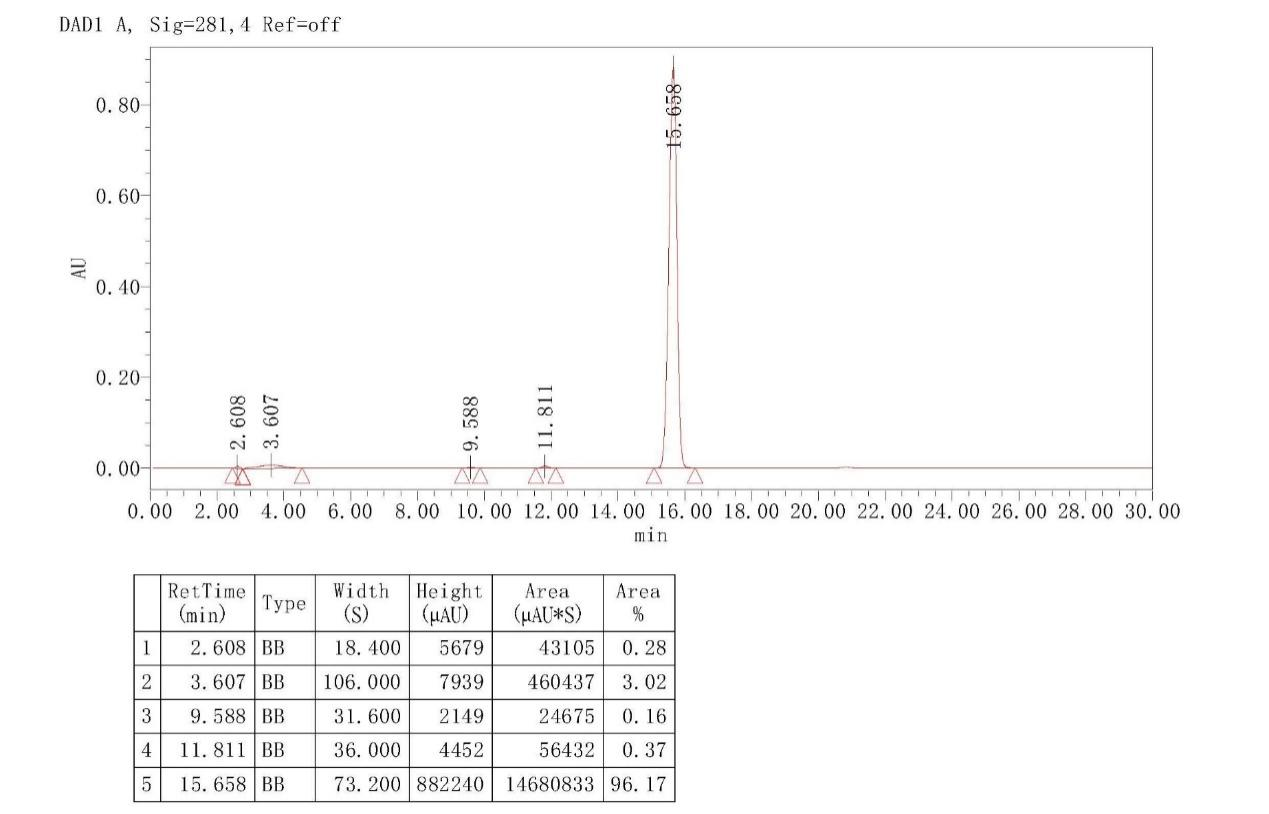 DAD1 A, Sig=281,4 Ref=off
0.80
0.60
0.40
0.20
0.00
AU
2.608
3.607
9.588
11.811
15.658
0.00 2.00 4.00 6.00 8.00 10.00 12.00 14.00 16.00 18.00 20.00 22.00 24.00 26.00 28.00 30.00
min
RetTime (min) Type Width (S) Height (μAU) Area (μAU*S) Area %
1 2.608 BB 18.400 5679 43105 0.28
2 3.607 BB 106.000 7939 460437 3.02
3 9.588 BB 31.600 2149 24675 0.16
4 11.811 BB 36.000 4452 56432 0.37
5 15.658 BB 73.200 882240 14680833 96.17